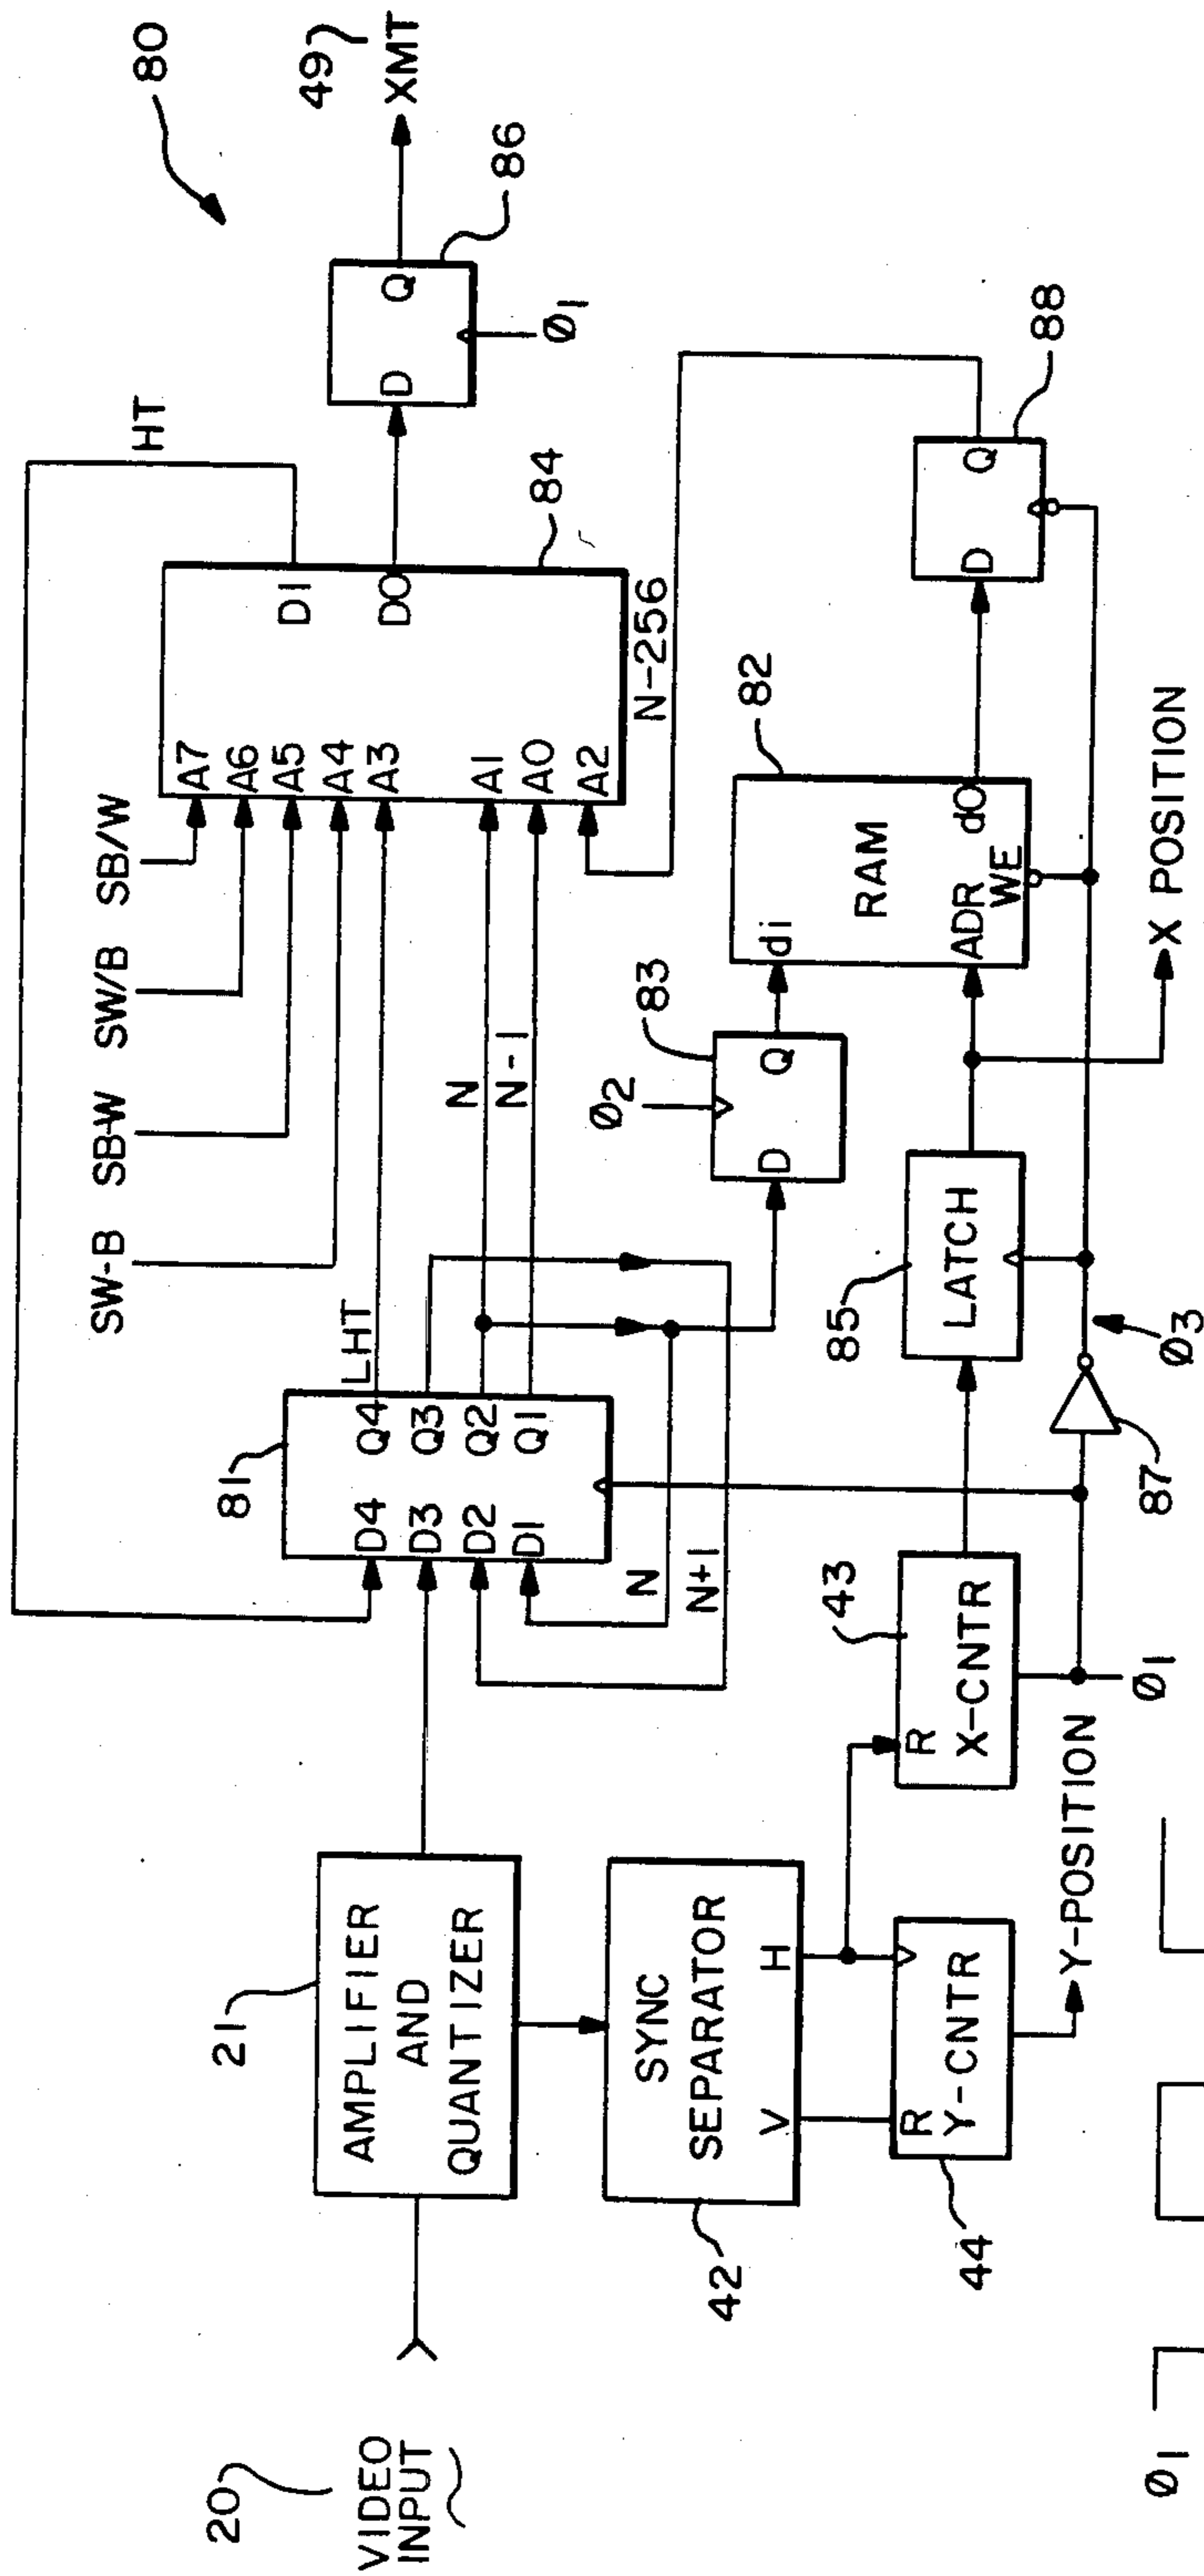 80
HT
49
XMT
SB/W
SW/B
SB-W
SW-B
A7
A6
A5
A4
A3
A1
A0
A2
D1
D0
84
N-256
D
Q
86
Ø1
81
LHT
D4
D3
D2
D1
Q4
Q3
Q2
Q1
N
N-1
N
N+1
20
VIDEO
INPUT
21
AMPLIFIER
AND
QUANTIZER
Ø2
83
D
Q
82
di
RAM
ADR
dO
WE
D
Q
88
42
SYNC
SEPARATOR
V
H
43
R
X-CNTR
85
LATCH
44
R
Y-CNTR
87
Ø3
Y-POSITION
Ø1
X POSITION
Ø1